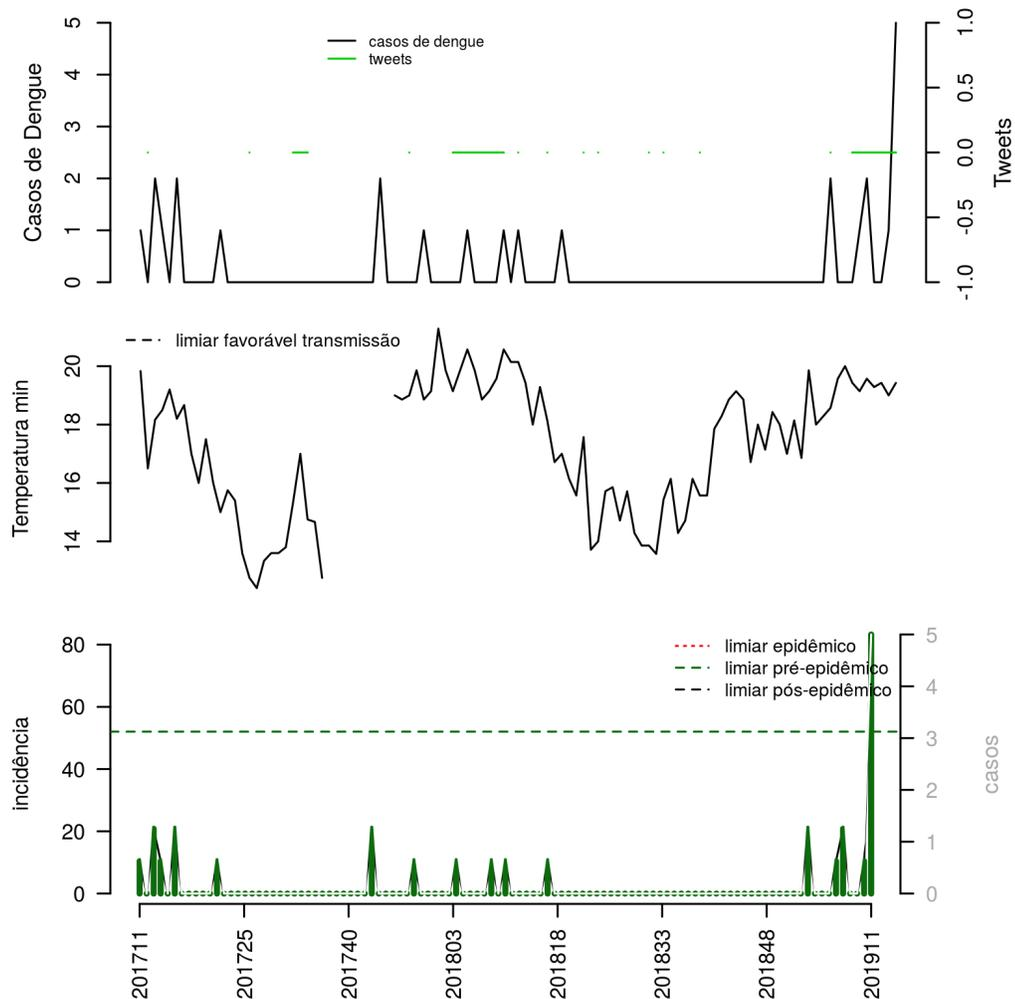 casos de dengue
tweets
Casos de Dengue
0 1 2 3 4 5
-1.0 -0.5 0.0 0.5 1.0
Tweets
limiar favorável transmissão
Temperatura min
14 16 18 20
limiar epidêmico
limiar pré-epidêmico
limiar pós-epidêmico
incidência
0 20 40 60 80
0 1 2 3 4 5
casos
201711 201725 201740 201803 201818 201833 201848 201911